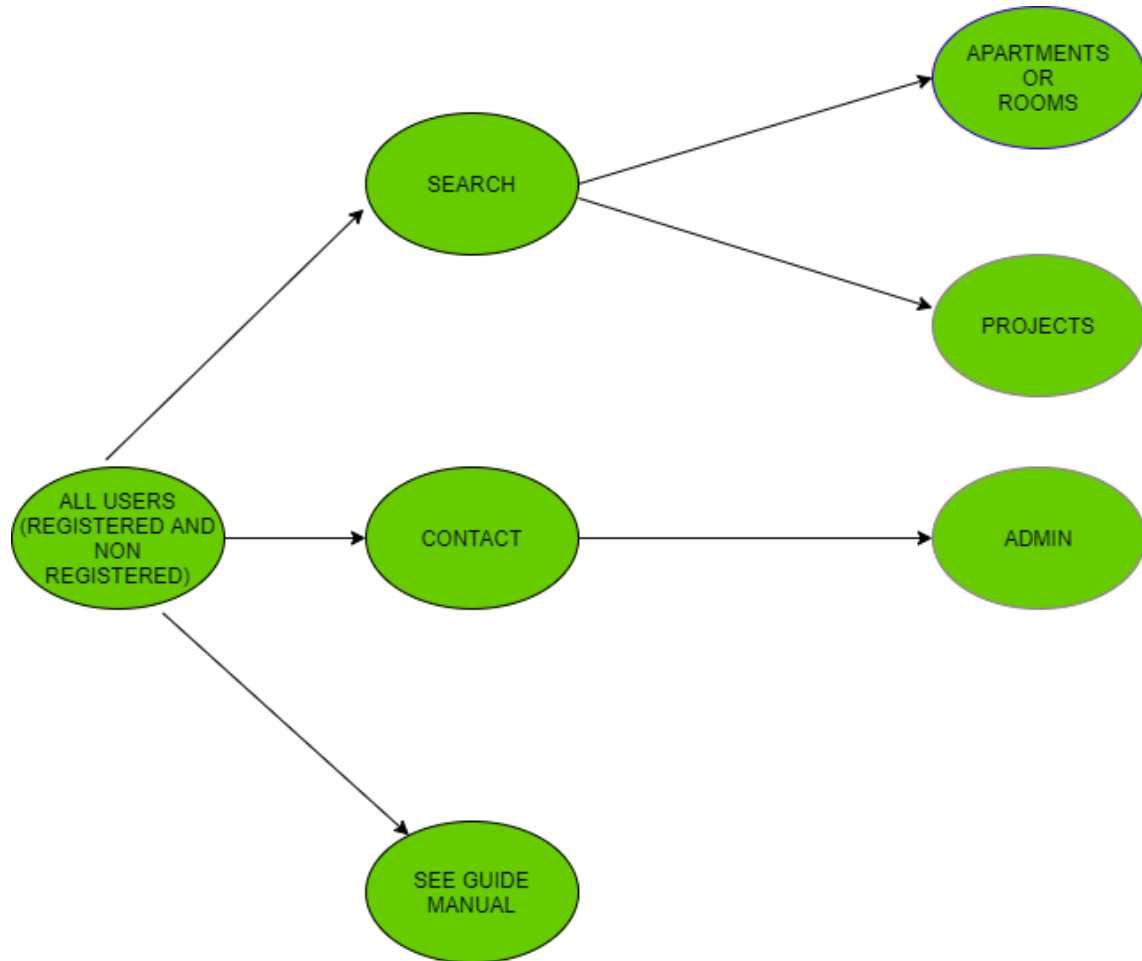 APARTMENTS
OR
ROOMS
SEARCH
PROJECTS
ALL USERS
(REGISTERED AND
NON
REGISTERED)
CONTACT
ADMIN
SEE GUIDE
MANUAL